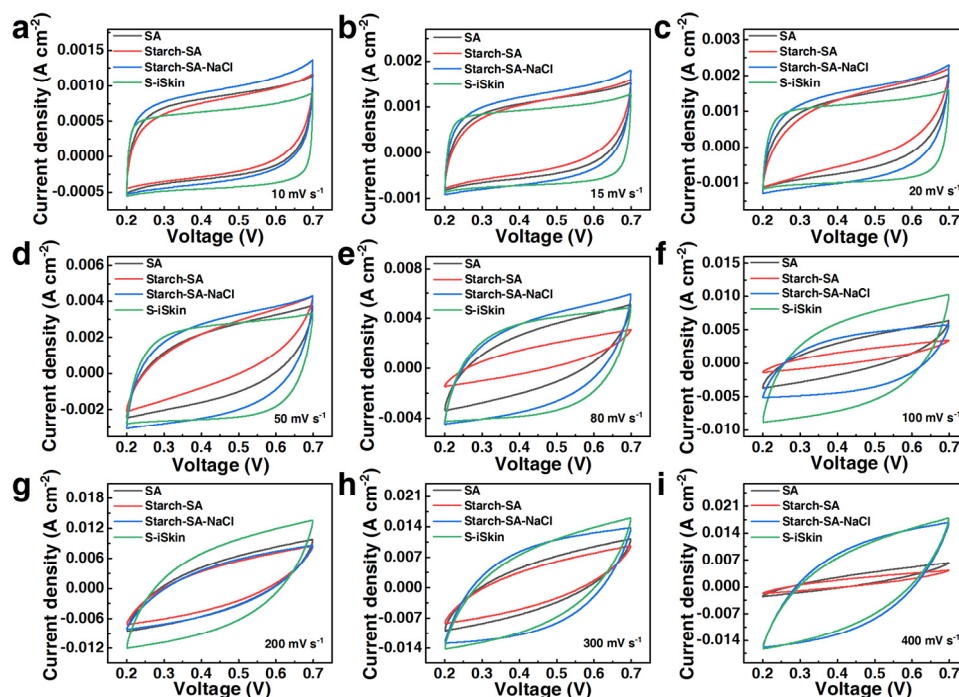 a
Current density (A cm⁻²)
0.0015
0.0010
0.0005
0.0000
-0.0005
SA
Starch-SA
Starch-SA-NaCl
S-iSkin
10 mV s⁻¹
0.2 0.3 0.4 0.5 0.6 0.7
Voltage (V)
b
Current density (A cm⁻²)
0.003
0.002
0.001
0.000
-0.001
SA
Starch-SA
Starch-SA-NaCl
S-iSkin
15 mV s⁻¹
0.2 0.3 0.4 0.5 0.6 0.7
Voltage (V)
c
Current density (A cm⁻²)
0.003
0.002
0.001
0.000
-0.001
SA
Starch-SA
Starch-SA-NaCl
S-iSkin
20 mV s⁻¹
0.2 0.3 0.4 0.5 0.6 0.7
Voltage (V)
d
Current density (A cm⁻²)
0.006
0.004
0.002
0.000
-0.002
SA
Starch-SA
Starch-SA-NaCl
S-iSkin
50 mV s⁻¹
0.2 0.3 0.4 0.5 0.6 0.7
Voltage (V)
e
Current density (A cm⁻²)
0.008
0.004
0.000
-0.004
SA
Starch-SA
Starch-SA-NaCl
S-iSkin
80 mV s⁻¹
0.2 0.3 0.4 0.5 0.6 0.7
Voltage (V)
f
Current density (A cm⁻²)
0.015
0.010
0.005
0.000
-0.005
-0.010
SA
Starch-SA
Starch-SA-NaCl
S-iSkin
100 mV s⁻¹
0.2 0.3 0.4 0.5 0.6 0.7
Voltage (V)
g
Current density (A cm⁻²)
0.018
0.012
0.006
0.000
-0.006
-0.012
SA
Starch-SA
Starch-SA-NaCl
S-iSkin
200 mV s⁻¹
0.2 0.3 0.4 0.5 0.6 0.7
Voltage (V)
h
Current density (A cm⁻²)
0.021
0.014
0.007
0.000
-0.007
-0.014
SA
Starch-SA
Starch-SA-NaCl
S-iSkin
300 mV s⁻¹
0.2 0.3 0.4 0.5 0.6 0.7
Voltage (V)
i
Current density (A cm⁻²)
0.021
0.014
0.007
0.000
-0.007
-0.014
SA
Starch-SA
Starch-SA-NaCl
S-iSkin
400 mV s⁻¹
0.2 0.3 0.4 0.5 0.6 0.7
Voltage (V)